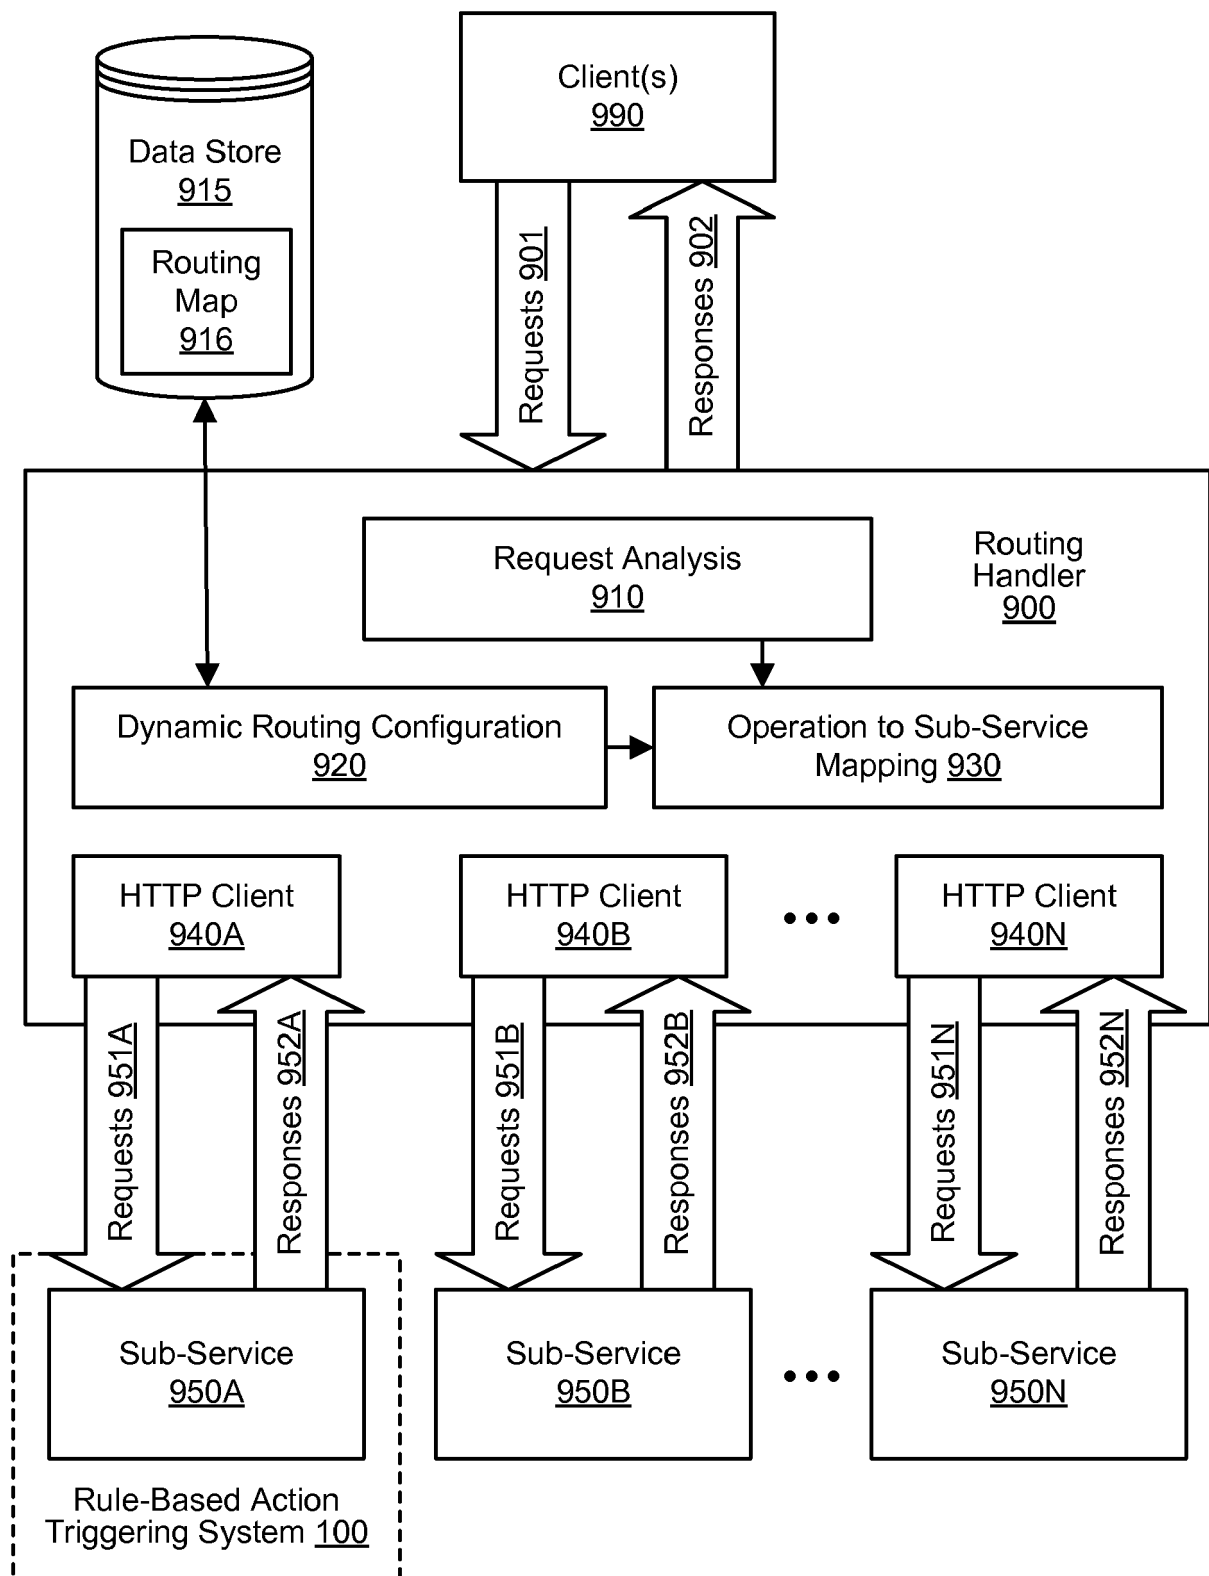 Client(s)
990
Data Store
915
Routing
Map
916
Requests 901
Responses 902
Request Analysis
910
Routing
Handler
900
Dynamic Routing Configuration
920
Operation to Sub-Service
Mapping 930
HTTP Client
940A
HTTP Client
940B
•••
HTTP Client
940N
Requests 951A
Responses 952A
Requests 951B
Responses 952B
Requests 951N
Responses 952N
Sub-Service
950A
Sub-Service
950B
•••
Sub-Service
950N
Rule-Based Action
Triggering System 100